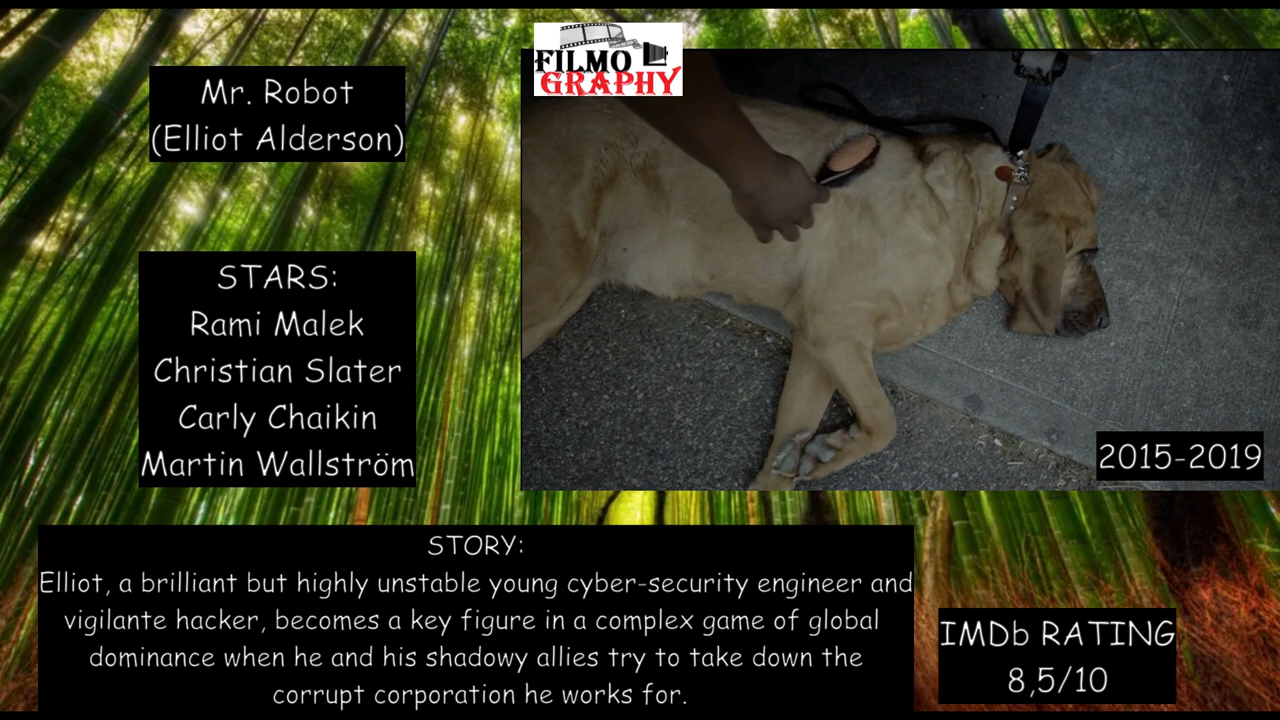 FILMO
GRAPHY
Mr. Robot
(Elliot Alderson)
STARS:
Rami Malek
Christian Slater
Carly Chaikin
Martin Wallström
2015-2019
STORY:
Elliot, a brilliant but highly unstable young cyber-security engineer and
vigilante hacker, becomes a key figure in a complex game of global
dominance when he and his shadowy allies try to take down the
corrupt corporation he works for.
IMDb RATING
8,5/10